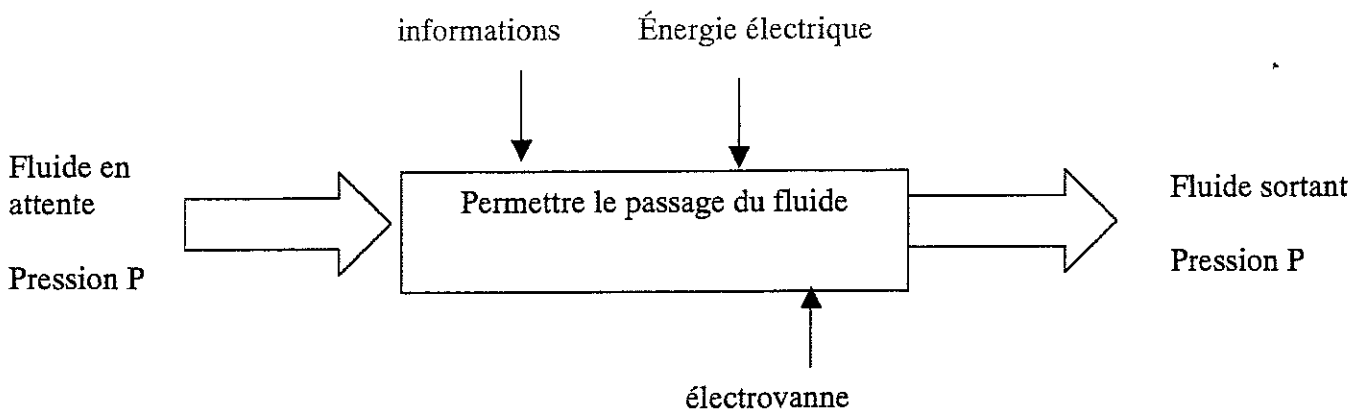 informations
Énergie électrique
Fluide en
attente
Pression P
Permettre le passage du fluide
Fluide sortant
Pression P
électrovanne